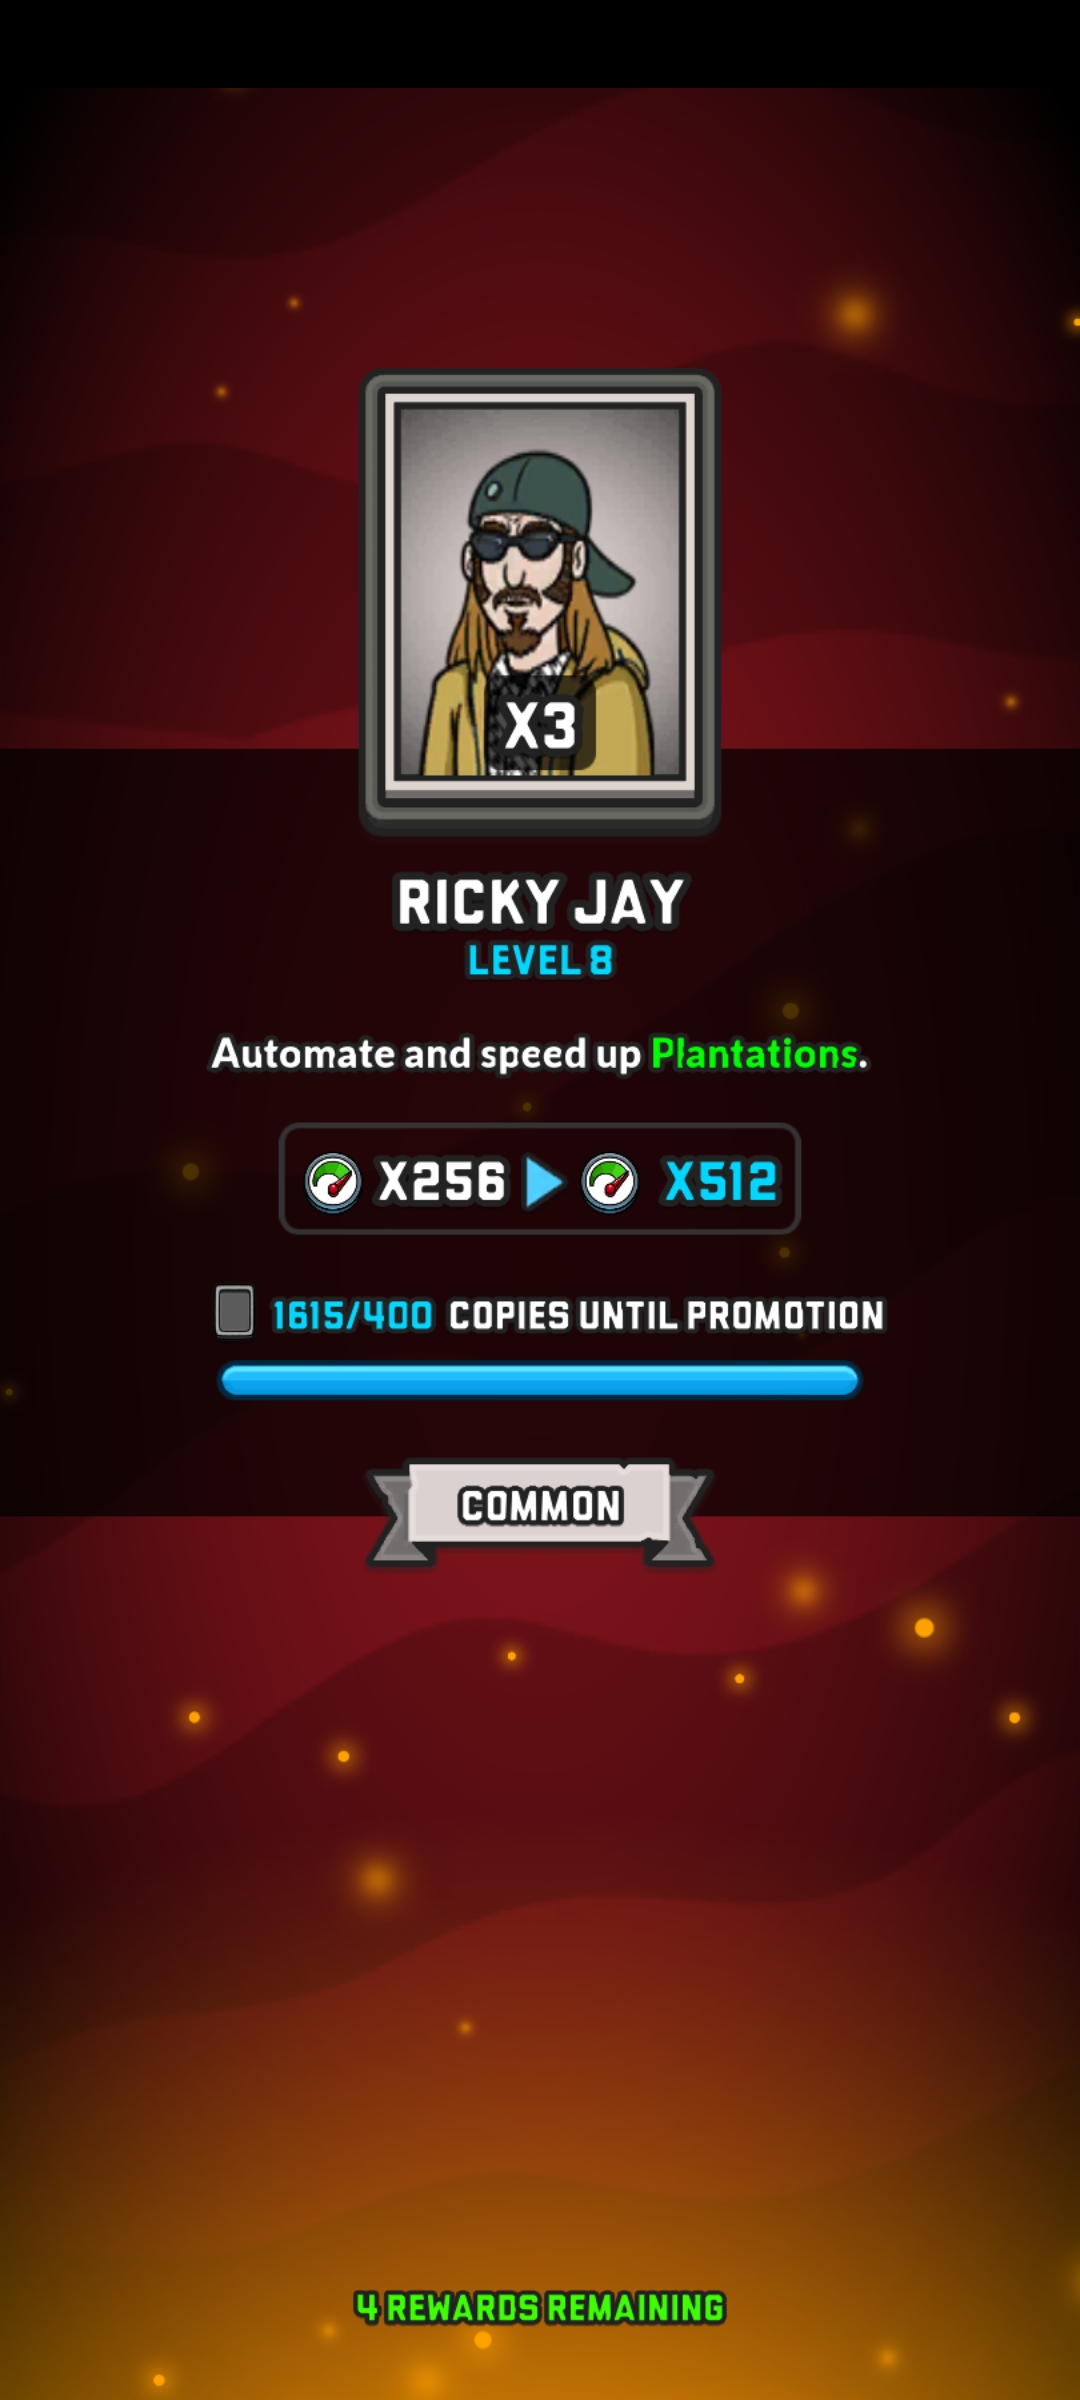 X3
RICKY JAY
LEVEL 8
Automate and speed up Plantations.
X256 X512
1615/400 COPIES UNTIL PROMOTION
COMMON
4 REWARDS REMAINING